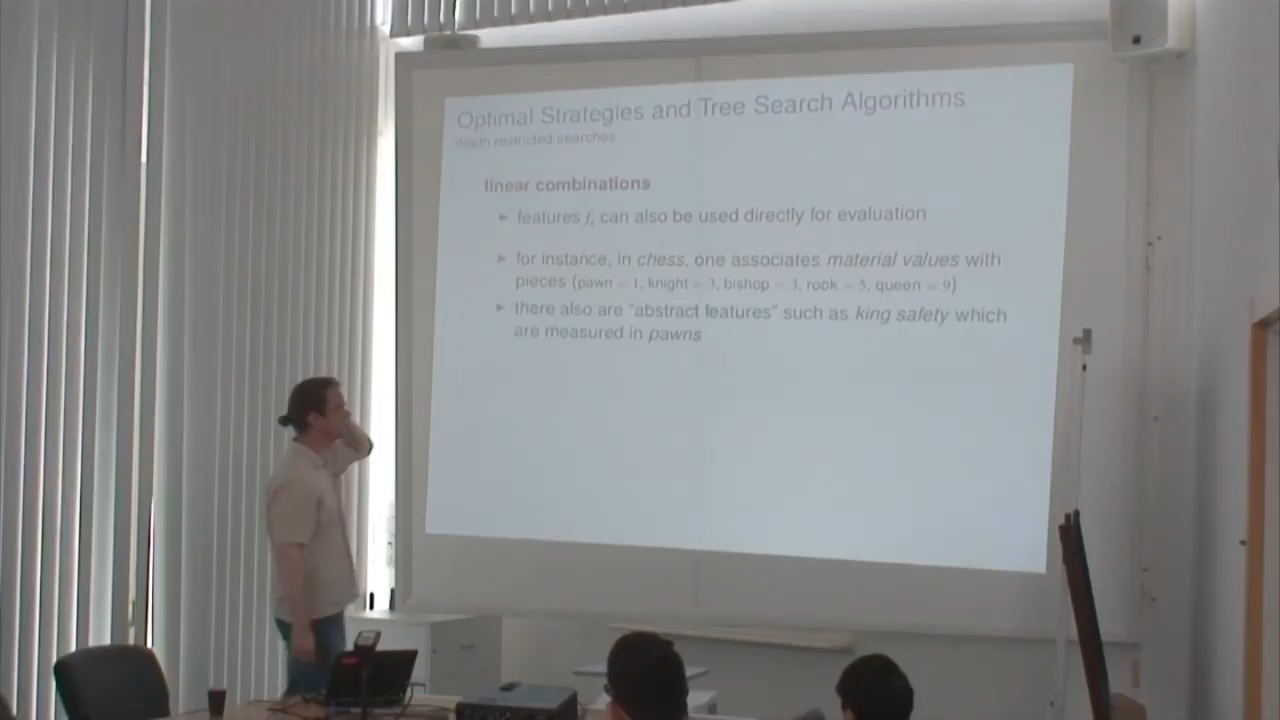 Optimal Strategies and Tree Search Algorithms
depth restricted searches
linear combinations
► features fᵢ can also be used directly for evaluation
► for instance, in chess, one associates material values with
pieces (pawn = 1, knight = 3, bishop = 3, rook = 5, queen = 9)
► there also are "abstract features" such as king safety which
are measured in pawns